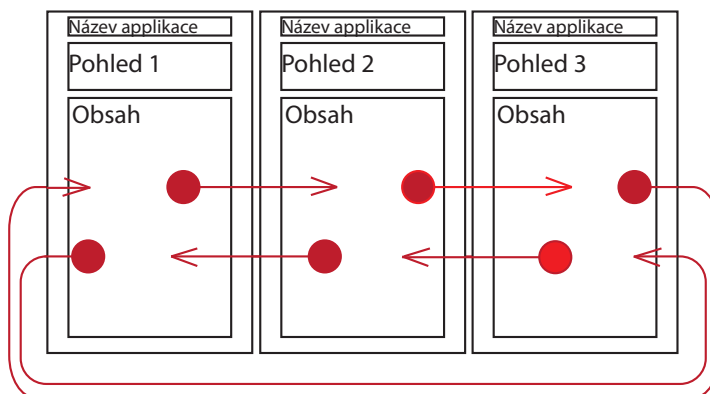 Název applikace
Pohled 1
Obsah
Název applikace
Pohled 2
Obsah
Název applikace
Pohled 3
Obsah